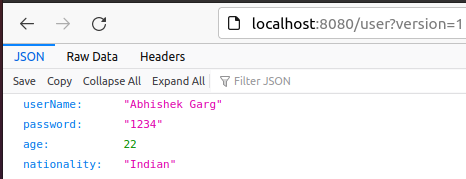 localhost:8080/user?version=1
JSON Raw Data Headers
Save Copy Collapse All Expand All Filter JSON
userName: "Abhishek Garg"
password: "1234"
age: 22
nationality: "Indian"